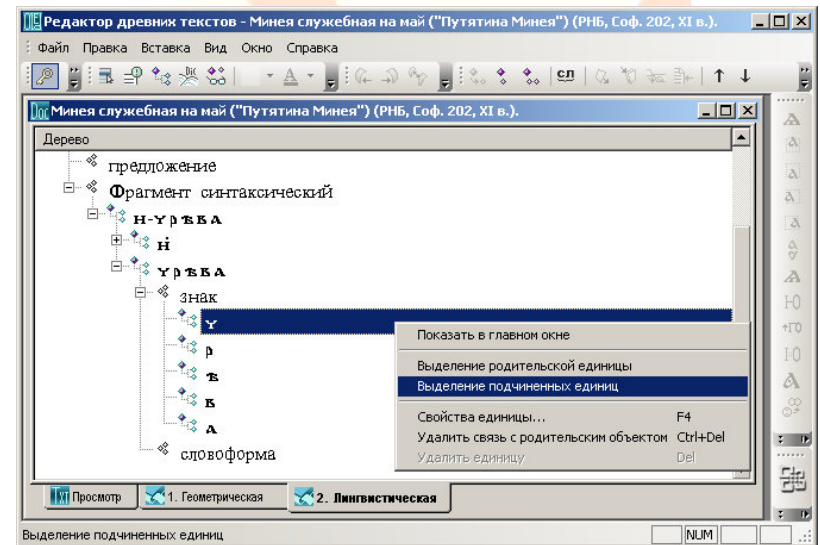 Редактор древних текстов - Минея служебная на май ("Путятина Минея") (РНБ, Соф. 202, XI в.).
Файл Правка Вставка Вид Окно Справка
сл
Минея служебная на май ("Путятина Минея") (РНБ, Соф. 202, XI в.).
Дерево
предложение
Фрагмент синтаксический
н-ѵрѣва
зн​ак
Показать в главном окне
р
Выделение родительской единицы
Выделение подчиненных единиц
Свойства единицы... F4
Удалить связь с родительским объектом Ctrl+Del
словоформа
Удалить единицу Del
Просмотр 1. Геометрическая 2. Лингвистическая
Выделение подчиненных единиц NUM